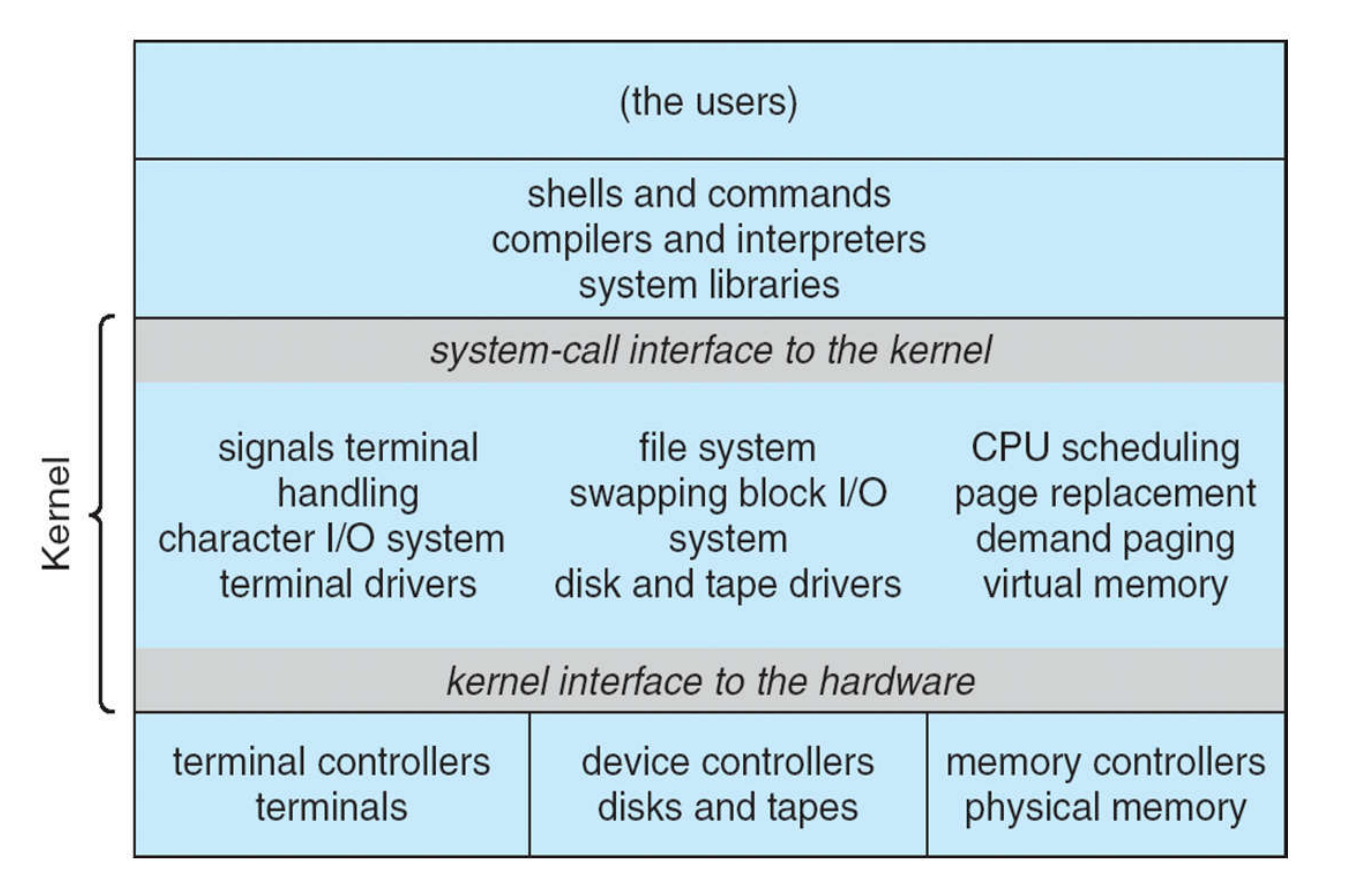 (the users)
shells and commands
compilers and interpreters
system libraries
Kernel
system-call interface to the kernel
signals terminal
handling
character I/O system
terminal drivers
file system
swapping block I/O
system
disk and tape drivers
CPU scheduling
page replacement
demand paging
virtual memory
kernel interface to the hardware
terminal controllers
terminals
device controllers
disks and tapes
memory controllers
physical memory